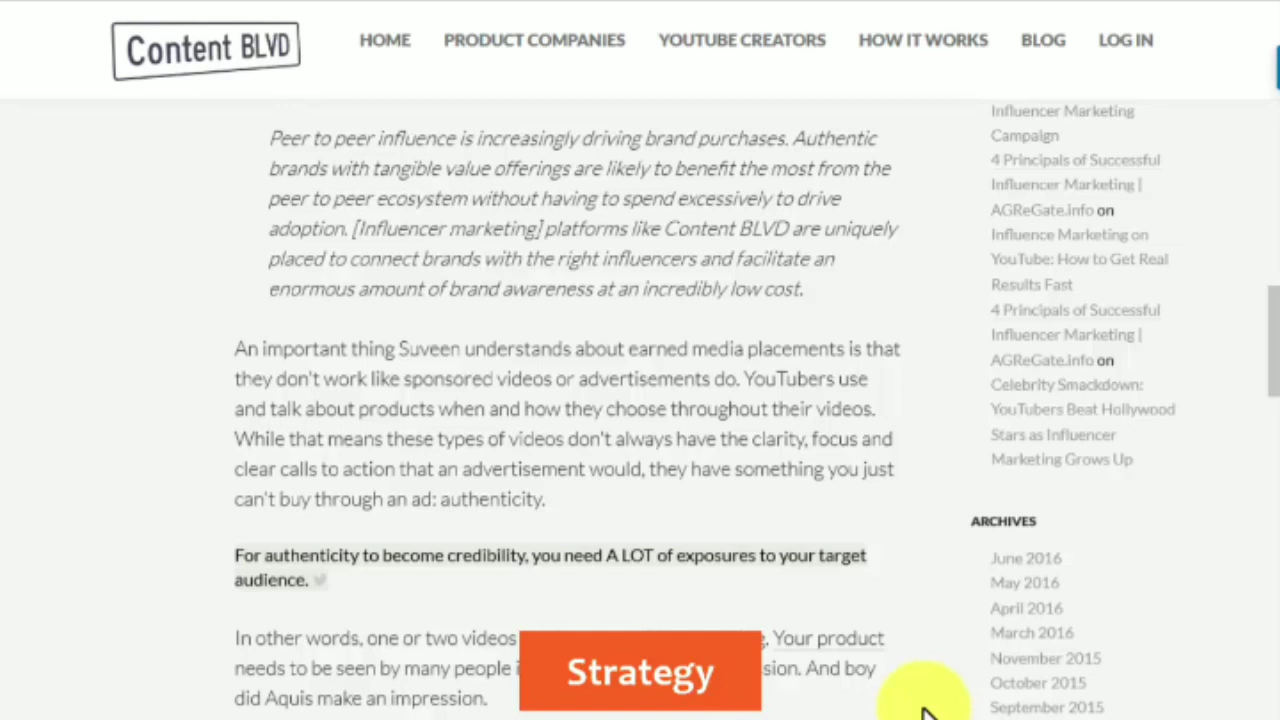 Content BLVD
HOME PRODUCT COMPANIES YOUTUBE CREATORS HOW IT WORKS BLOG LOG IN
Peer to peer influence is increasingly driving brand purchases. Authentic
brands with tangible value offerings are likely to benefit the most from the
peer to peer ecosystem without having to spend excessively to drive
adoption. [Influencer marketing] platforms like Content BLVD are uniquely
placed to connect brands with the right influencers and facilitate an
enormous amount of brand awareness at an incredibly low cost.
An important thing Suveen understands about earned media placements is that
they don't work like sponsored videos or advertisements do. YouTubers use
and talk about products when and how they choose throughout their videos.
While that means these types of videos don't always have the clarity, focus and
clear calls to action that an advertisement would, they have something you just
can't buy through an ad: authenticity.
For authenticity to become credibility, you need A LOT of exposures to your target
audience.
In other words, one or two videos Your product
needs to be seen by many people sion. And boy
did Aquis make an impression.
Strategy
Influencer Marketing
Campaign
4 Principals of Successful
Influencer Marketing |
AGReGate.info on
Influence Marketing on
YouTube: How to Get Real
Results Fast
4 Principals of Successful
Influencer Marketing |
AGReGate.info on
Celebrity Smackdown:
YouTubers Beat Hollywood
Stars as Influencer
Marketing Grows Up
ARCHIVES
June 2016
May 2016
April 2016
March 2016
November 2015
October 2015
September 2015